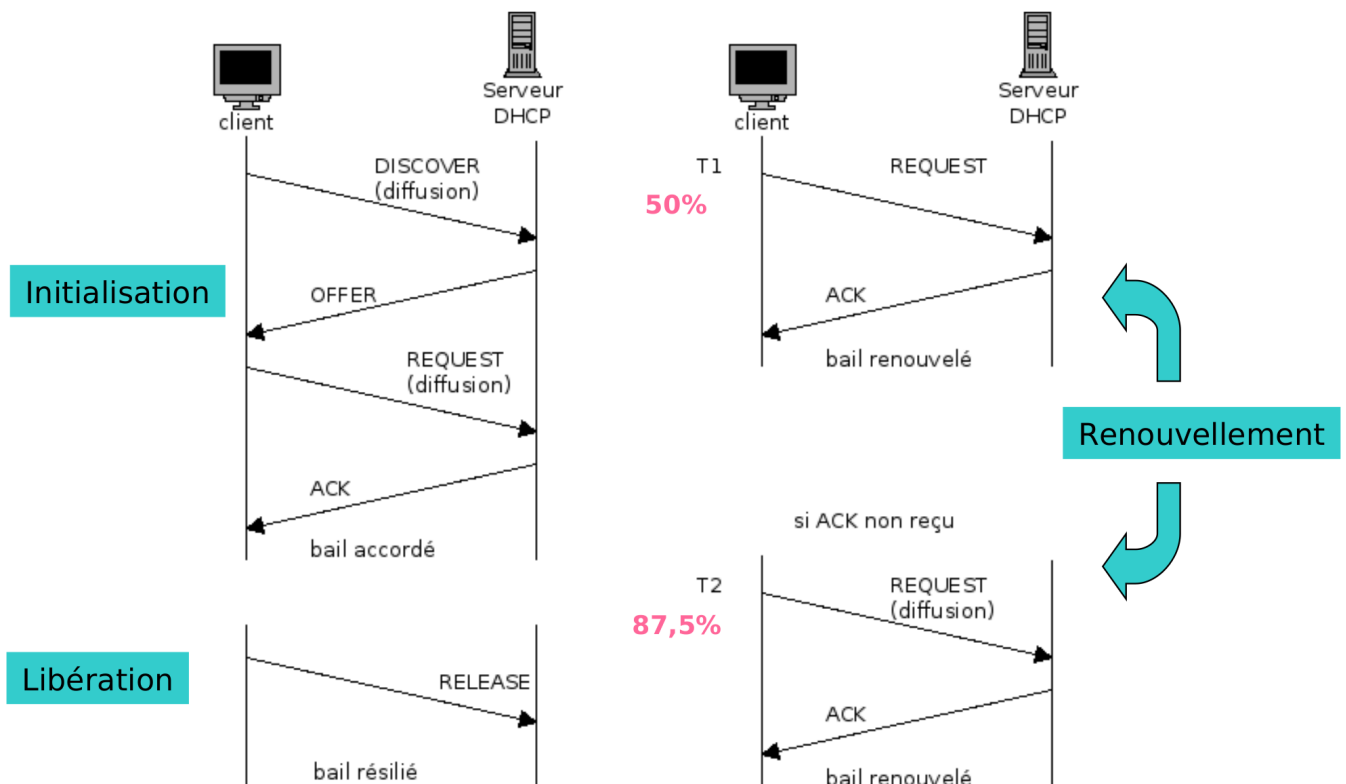 client
Serveur
DHCP
DISCOVER
(diffusion)
OFFER
REQUEST
(diffusion)
ACK
bail accordé
Initialisation
Libération
RELEASE
bail résilié
client
Serveur
DHCP
T1
50%
REQUEST
ACK
bail renouvelé
Renouvellement
si ACK non reçu
T2
87,5%
REQUEST
(diffusion)
ACK
bail renouvelé